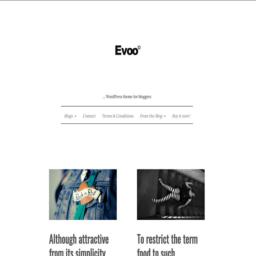 Evoo°
... WordPress theme for bloggers
Blogs ▾ Contact Terms & Conditions From the Blog ▾ Buy it now!
Although attractive
from its simplicity
To restrict the term
food to such